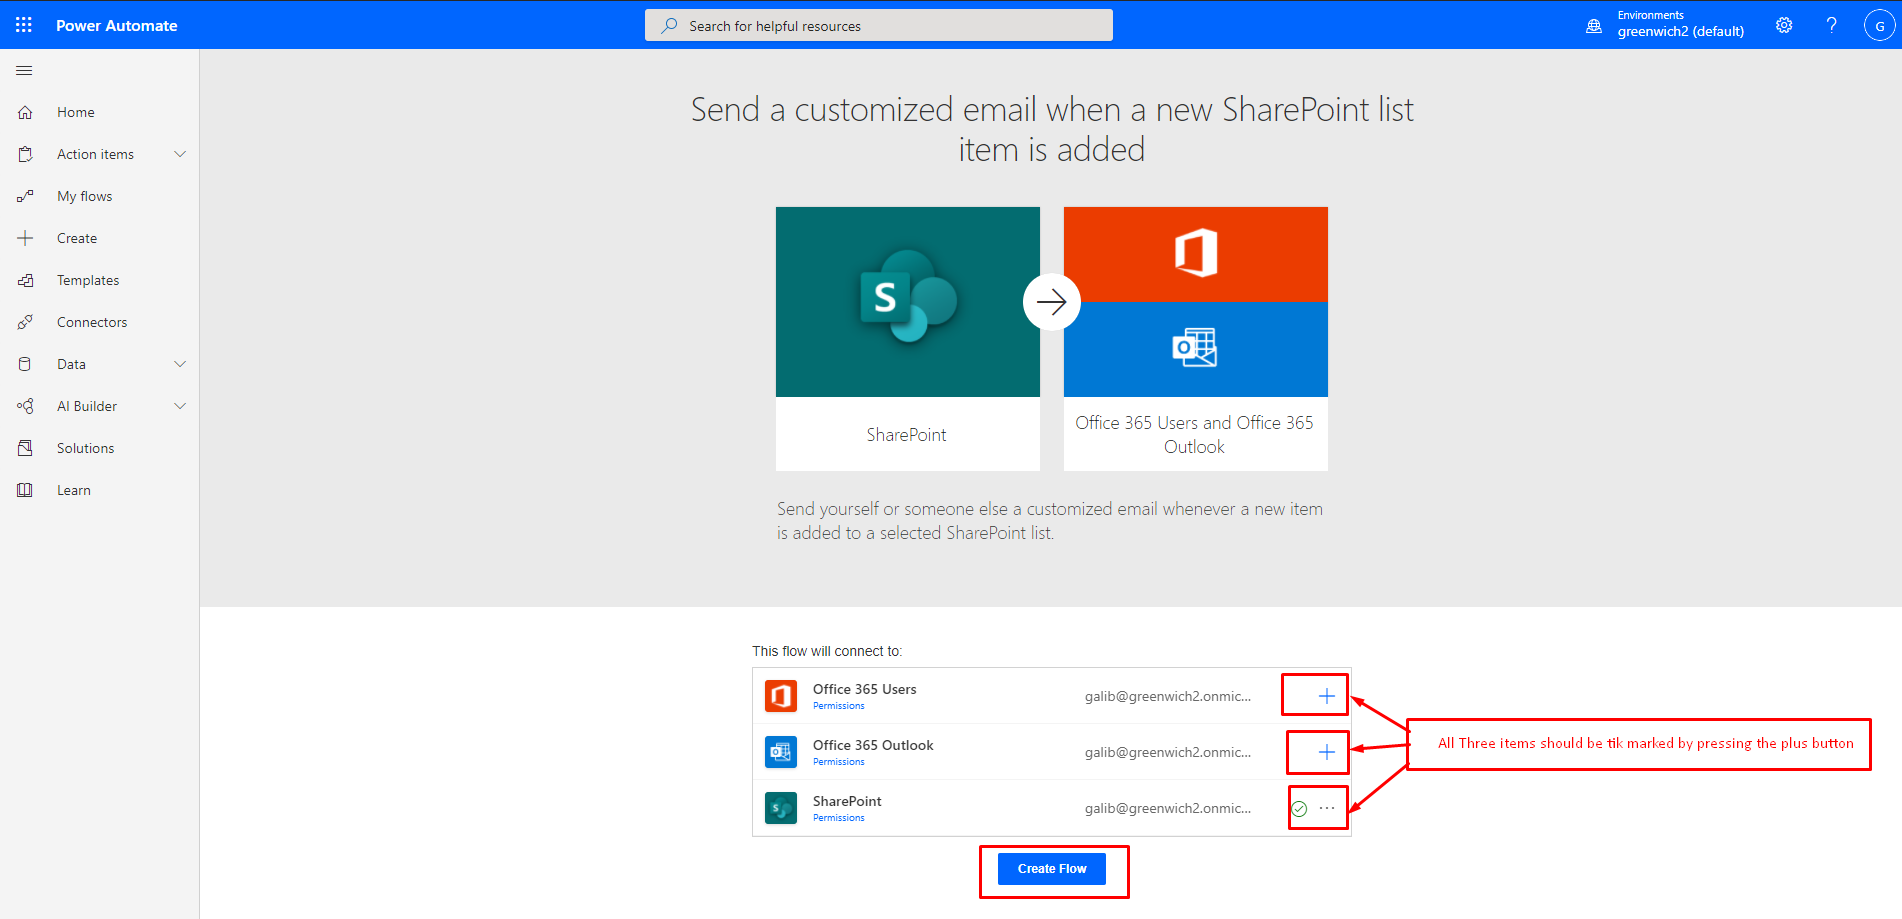 Power Automate
Search for helpful resources
Environments
greenwich2 (default)
?
G
Home
Action items
My flows
Create
Templates
Connectors
Data
AI Builder
Solutions
Learn
Send a customized email when a new SharePoint list
item is added
S
SharePoint
Office 365 Users and Office 365
Outlook
Send yourself or someone else a customized email whenever a new item
is added to a selected SharePoint list.
This flow will connect to:
Office 365 Users
Permissions
galib@greenwich2.onmic...
Office 365 Outlook
Permissions
galib@greenwich2.onmic...
SharePoint
Permissions
galib@greenwich2.onmic...
All Three items should be tik marked by pressing the plus button
Create Flow